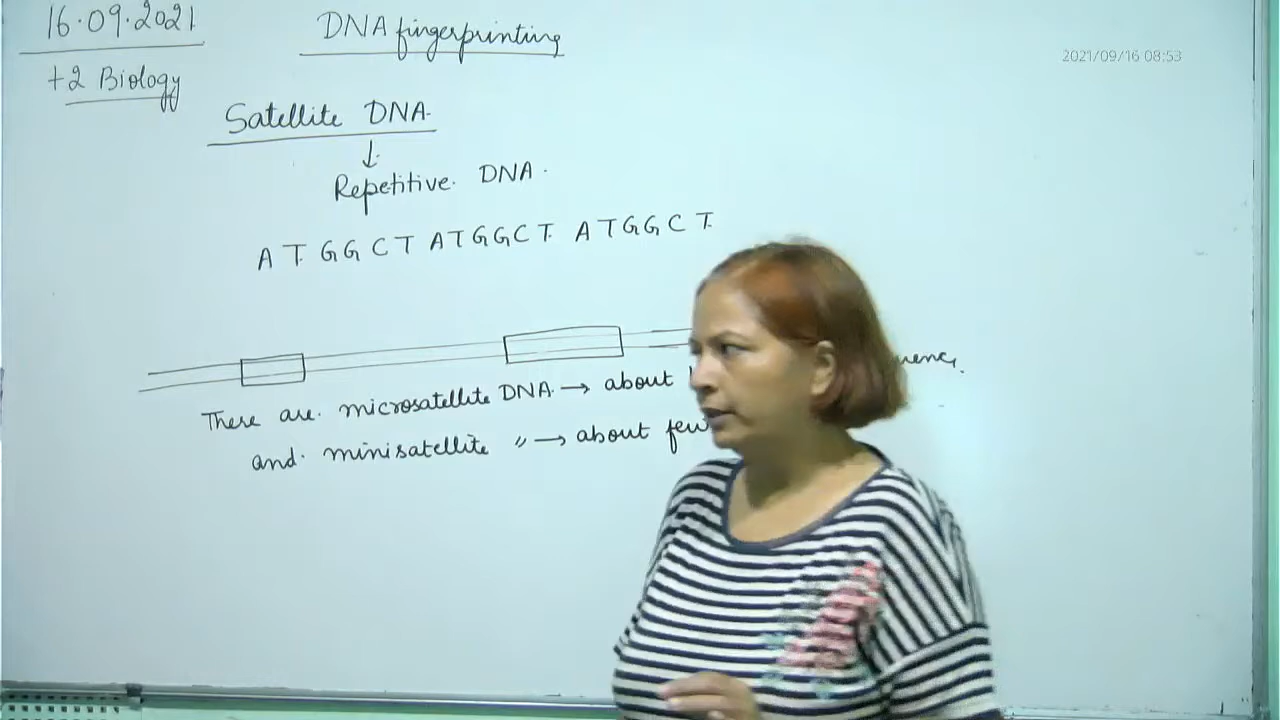 16.09.2021
DNA fingerprinting
2021/09/16 08:53
+2 Biology
Satellite DNA.
↓
Repetitive. DNA.
A T. G G C T A T G G C T. A T G G C T.
There are. microsatellite DNA. → about
and. minisatellite 〃 → about few